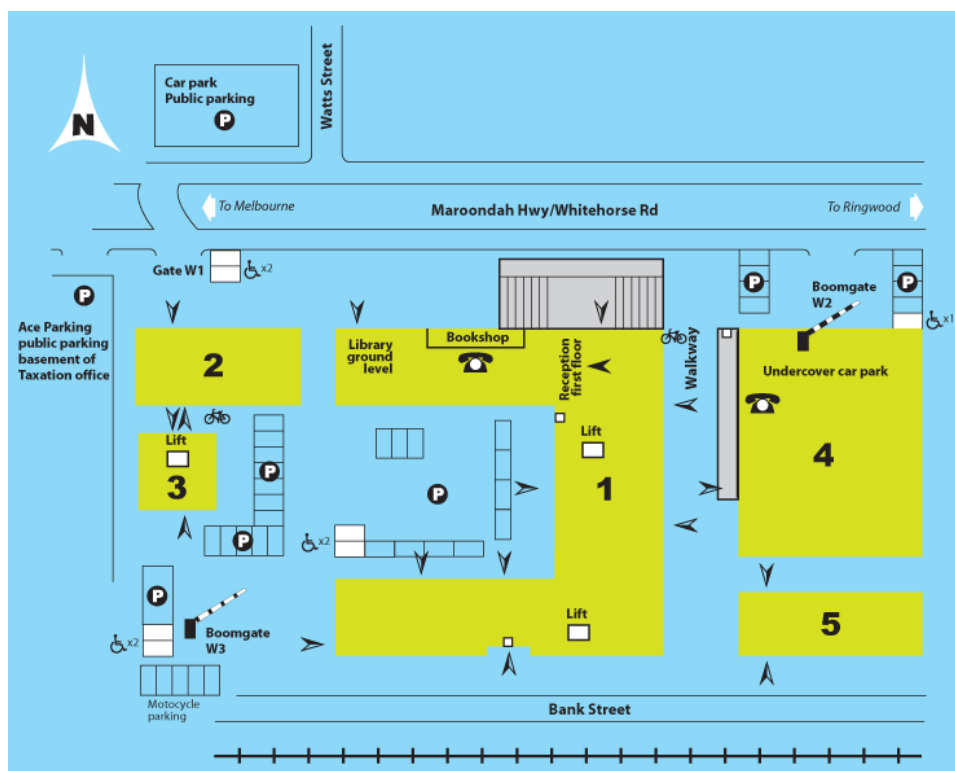 Car park
Public parking
P
Watts Street
N
To Melbourne
Maroondah Hwy/Whitehorse Rd
To Ringwood
Gate W1
x2
P
Boomgate
W2
P
x1
P
Ace Parking
public parking
basement of
Taxation office
2
Library
ground
level
Bookshop
Reception
first floor
Walkway
Undercover car park
Lift
3
P
P
P
Lift
1
4
x2
P
x2
Boomgate
W3
Lift
5
Motocycle
parking
Bank Street